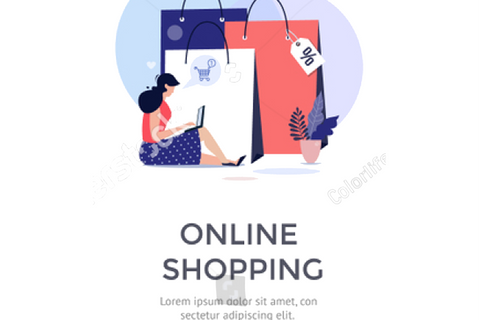 %
ONLINE
SHOPPING
Lorem ipsum dolor sit amet, con
sectetur adipiscing elit.